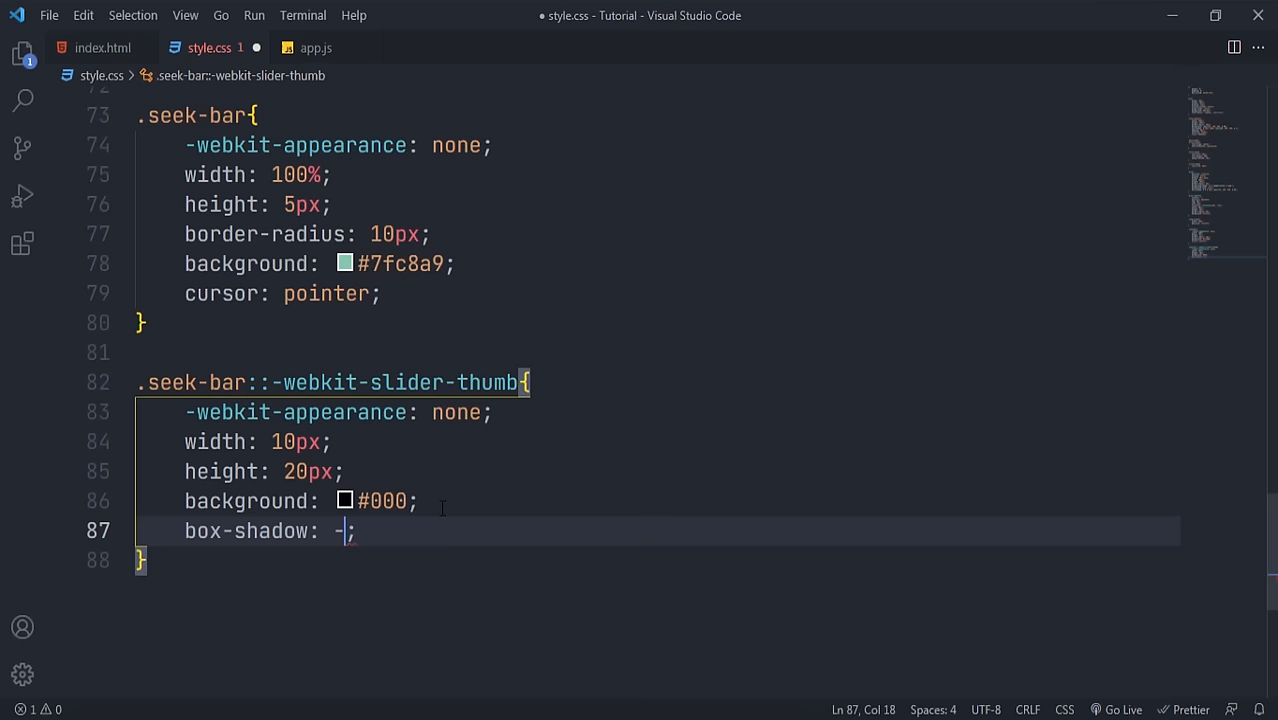 File Edit Selection View Go Run Terminal Help ● style.css - Tutorial - Visual Studio Code
index.html style.css 1 JS app.js
style.css > .seek-bar::-webkit-slider-thumb
72
73 .seek-bar{
74 -webkit-appearance: none;
75 width: 100%;
76 height: 5px;
77 border-radius: 10px;
78 background: #7fc8a9;
79 cursor: pointer;
80 }
81
82 .seek-bar::-webkit-slider-thumb{
83 -webkit-appearance: none;
84 width: 10px;
85 height: 20px;
86 background: #000;
87 box-shadow: -;
88 }
1
1 0 Ln 87, Col 18 Spaces: 4 UTF-8 CRLF CSS Go Live Prettier